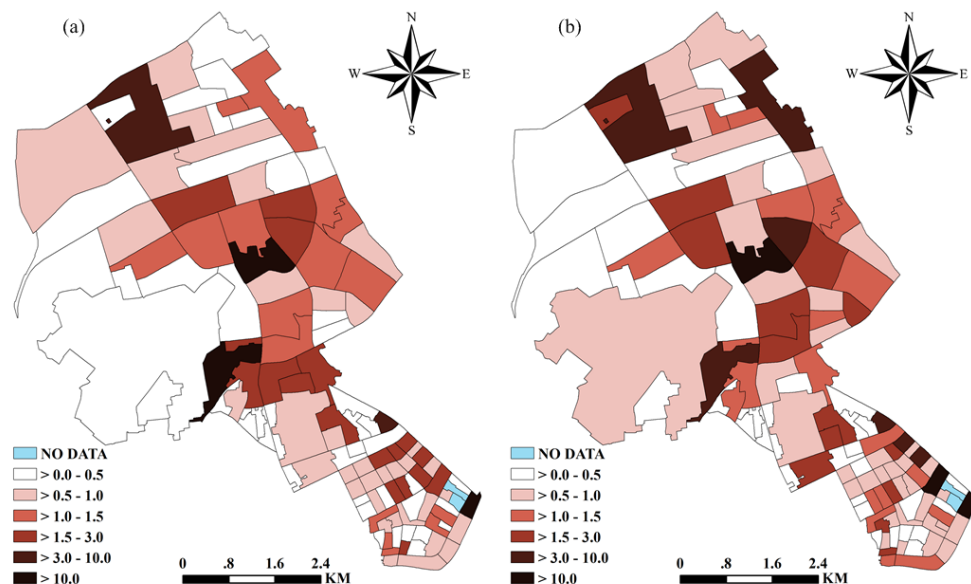 (a)
N
W E
S
NO DATA
> 0.0 - 0.5
> 0.5 - 1.0
> 1.0 - 1.5
> 1.5 - 3.0
> 3.0 - 10.0
> 10.0
0 .8 1.6 2.4
KM
(b)
N
W E
S
NO DATA
> 0.0 - 0.5
> 0.5 - 1.0
> 1.0 - 1.5
> 1.5 - 3.0
> 3.0 - 10.0
> 10.0
0 .8 1.6 2.4
KM